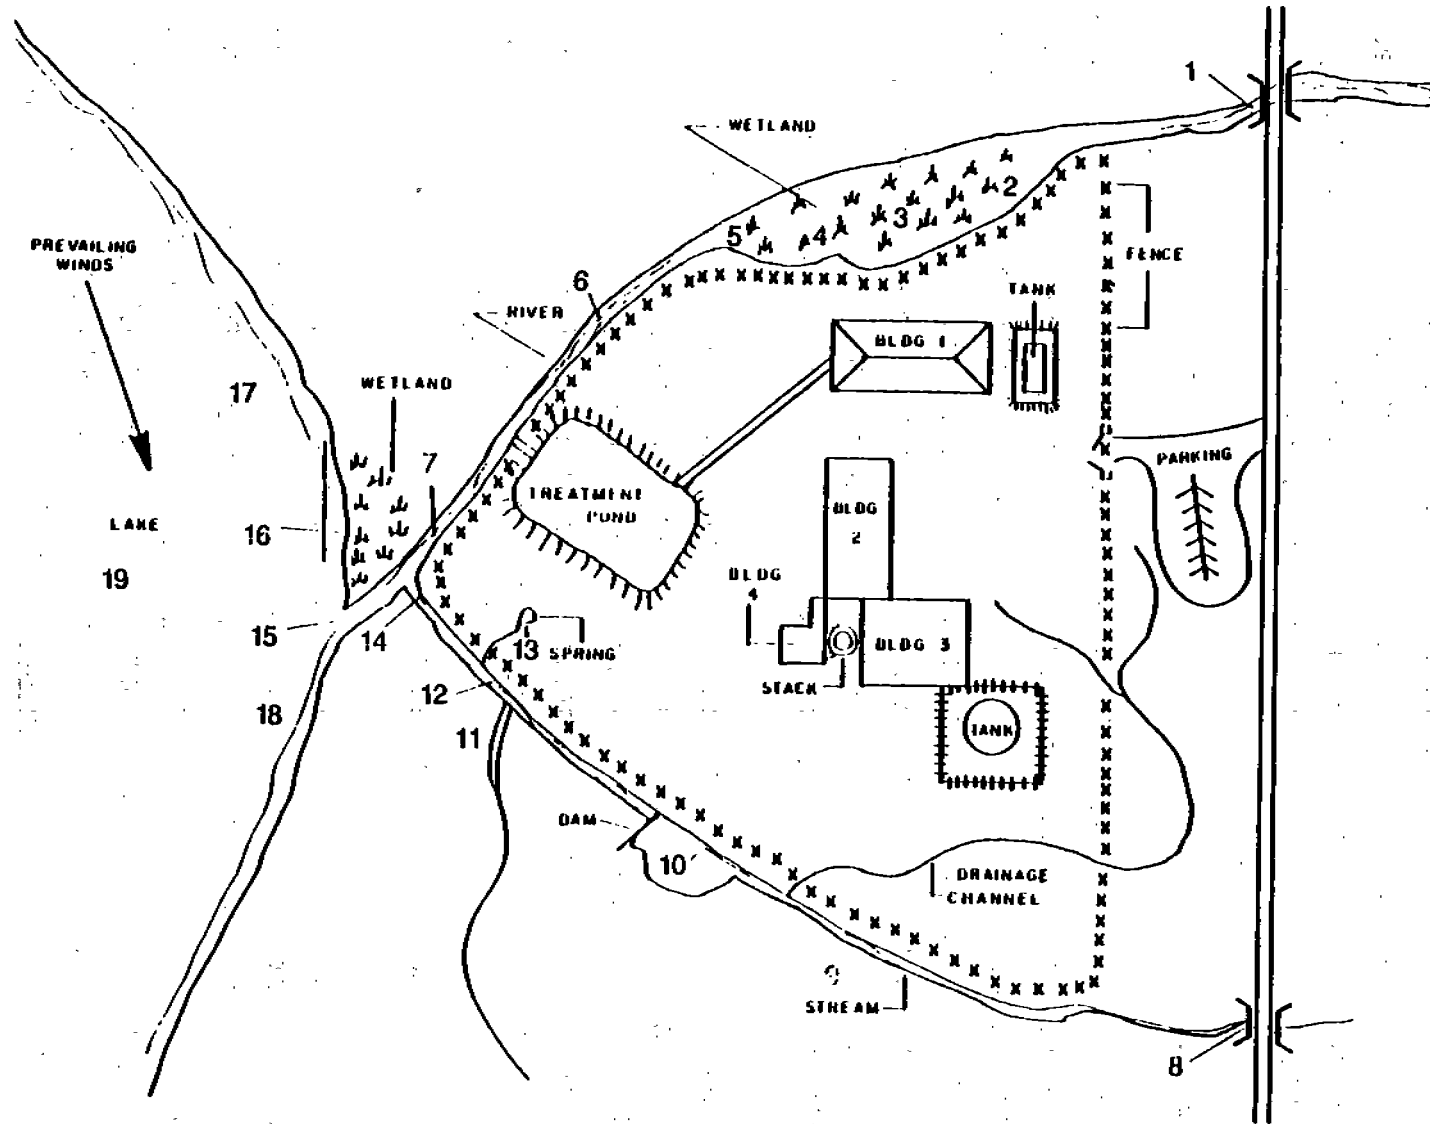 1
WETLAND
2
3
4
5
PREVAILING
WINDS
FENCE
6
TANK
RIVER
BLDG 1
17
WETLAND
7
PARKING
TREATMENT
POND
LAKE
16
BLDG
2
19
BLDG
4
15
14
13
SPRING
BLDG 3
12
STACK
18
11
TANK
DAM
10
DRAINAGE
CHANNEL
9
STREAM
8